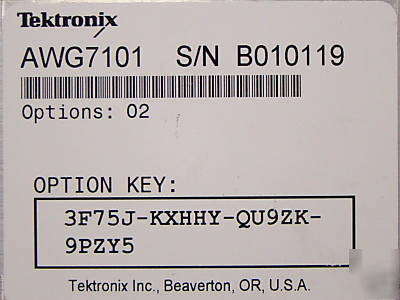 Tektronix
AWG7101 S/N B010119
Options: 02
OPTION KEY:
3F75J-KXHHY-QU9ZK-
9PZY5
Tektronix Inc., Beaverton, OR, U.S.A.